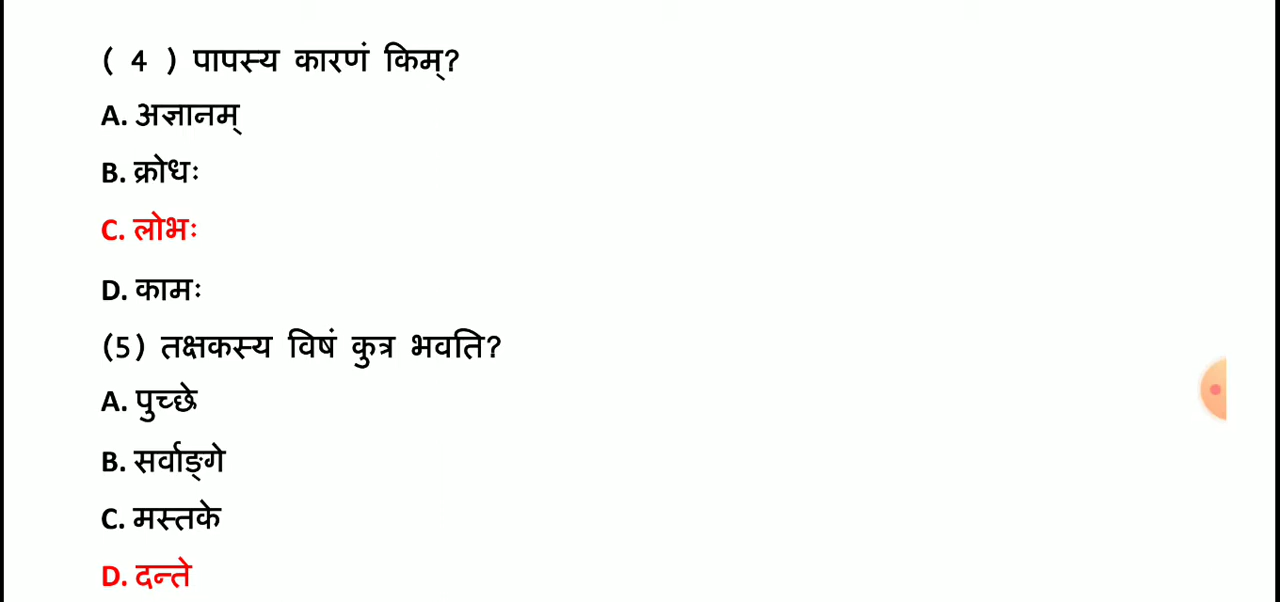 ( 4 ) पापस्य कारणं किम्?
A. अज्ञानम्
B. क्रोधः
C. लोभः
D. कामः
(5) तक्षकस्य विषं कुत्र भवति?
A. पुच्छे
B. सर्वाङ्गे
C. मस्तके
D. दन्ते